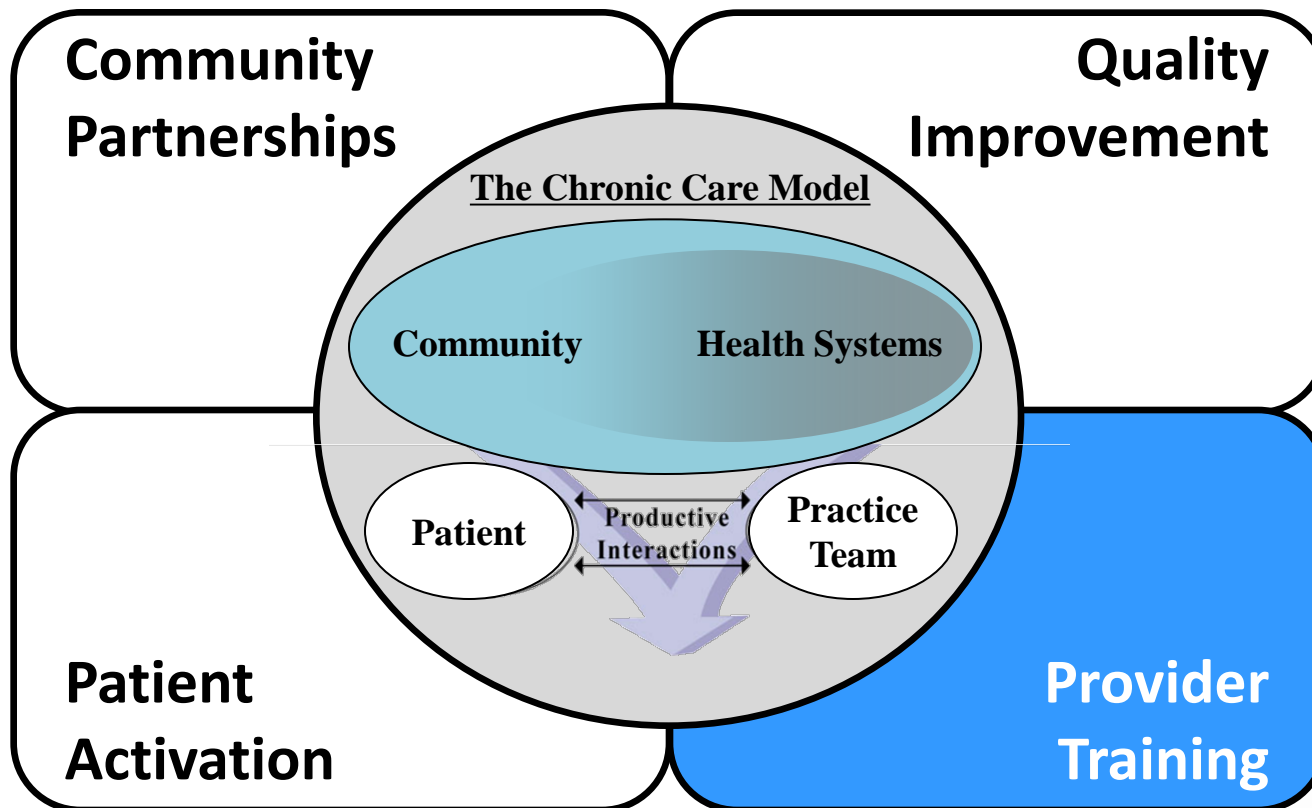 Community
Partnerships
Quality
Improvement
The Chronic Care Model
Community
Health Systems
Patient
Productive
Interactions
Practice
Team
Patient
Activation
Provider
Training